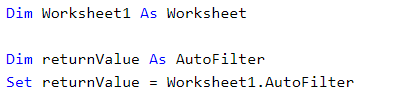 Dim Worksheet1 As Worksheet
Dim returnValue As AutoFilter
Set returnValue = Worksheet1.AutoFilter